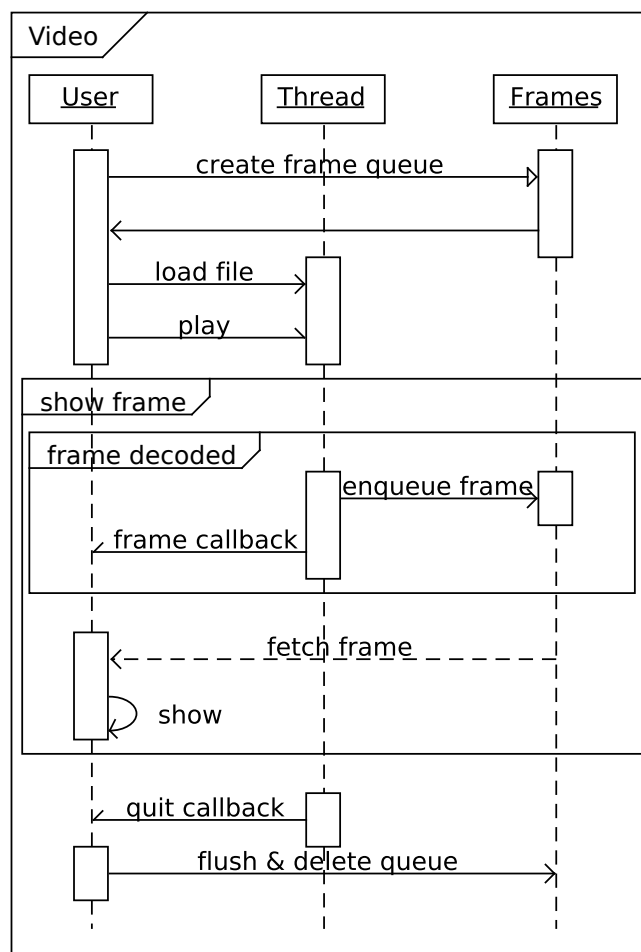 Video
User
Thread
Frames
create frame queue
load file
play
show frame
frame decoded
enqueue frame
frame callback
fetch frame
show
quit callback
flush & delete queue